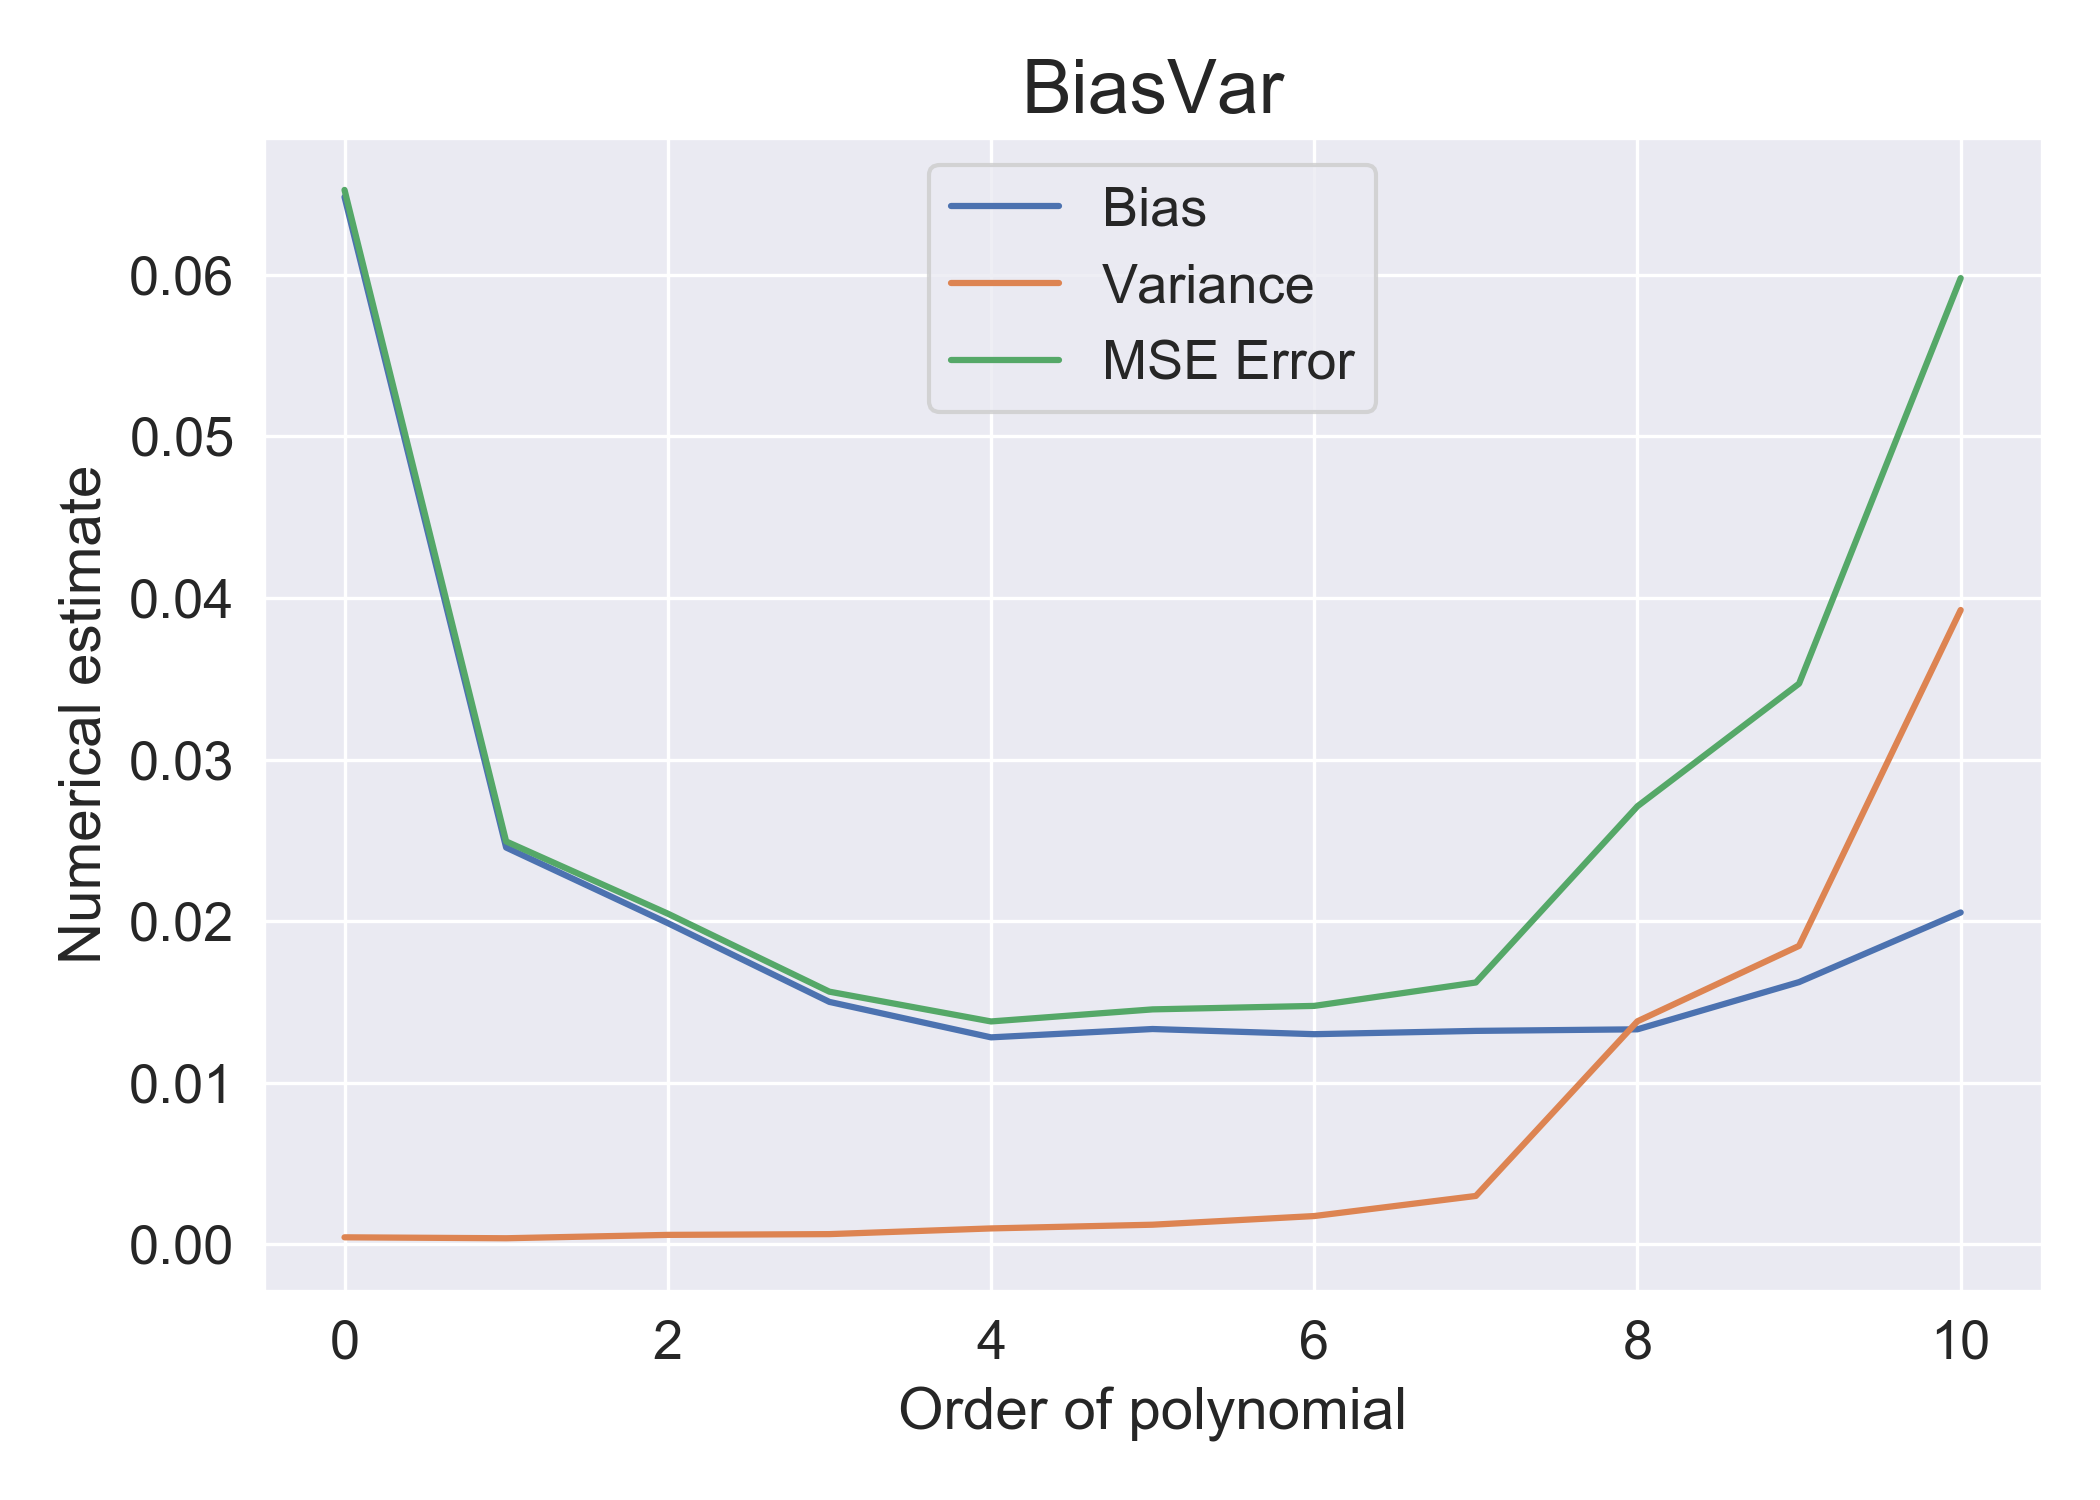 BiasVar
Bias
Variance
MSE Error
Numerical estimate
0.06
0.05
0.04
0.03
0.02
0.01
0.00
0 2 4 6 8 10
Order of polynomial